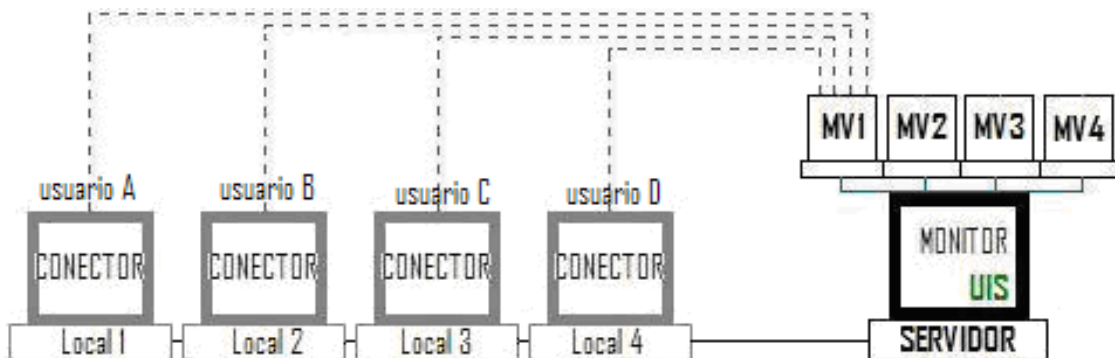 MV1 MV2 MV3 MV4
usuario A usuario B usuario C usuario D
CONECTOR CONECTOR CONECTOR CONECTOR
MONITOR
UIS
Local 1 Local 2 Local 3 Local 4
SERVIDOR